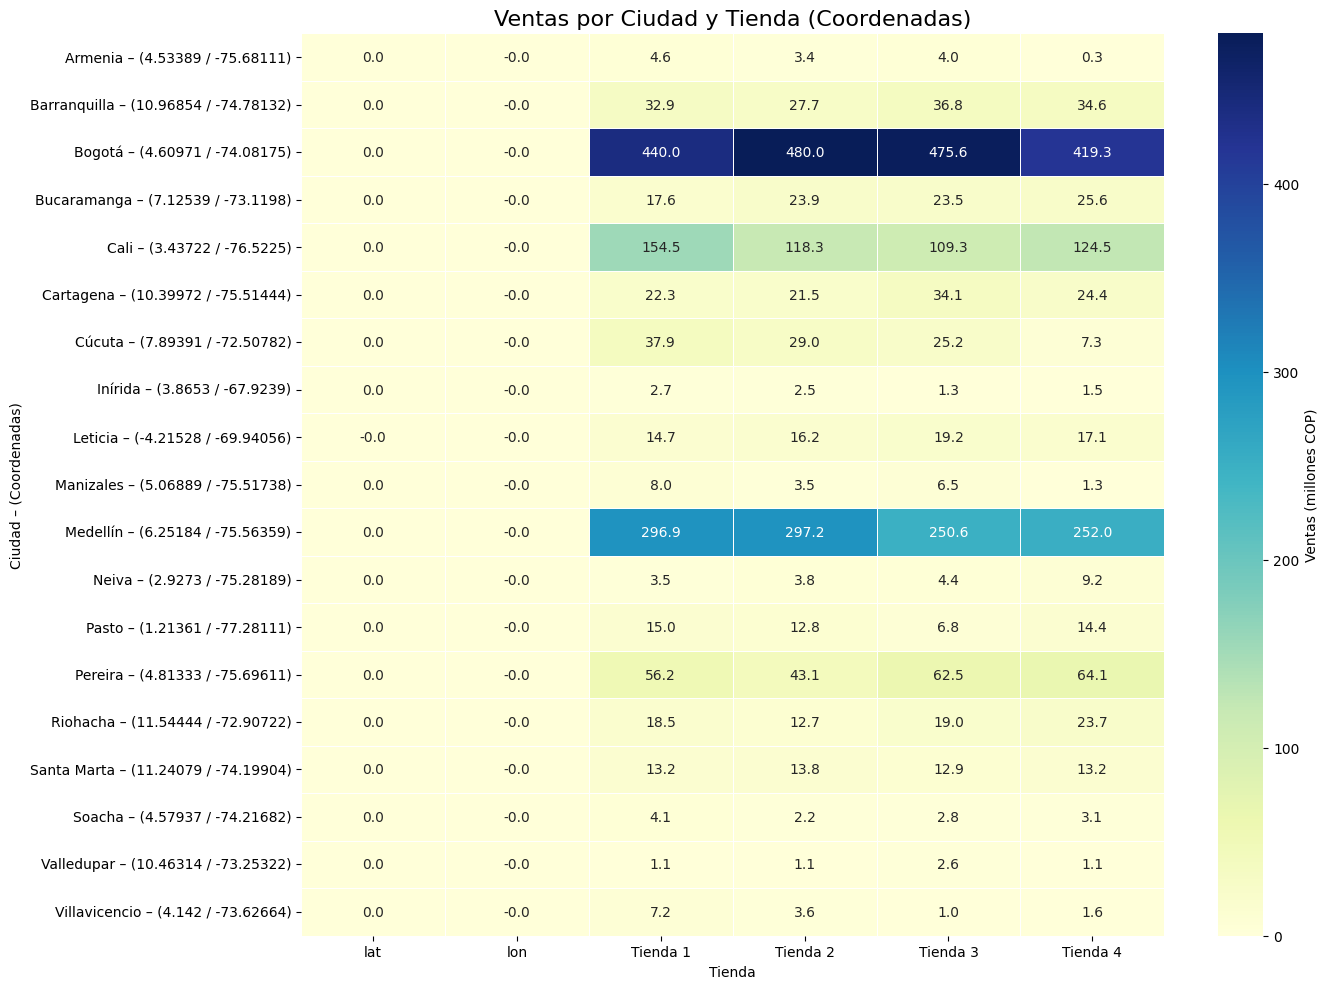 Ventas por Ciudad y Tienda (Coordenadas)
Armenia – (4.53389 / -75.68111) 0.0 -0.0 4.6 3.4 4.0 0.3
Barranquilla – (10.96854 / -74.78132) 0.0 -0.0 32.9 27.7 36.8 34.6
Bogotá – (4.60971 / -74.08175) 0.0 -0.0 440.0 480.0 475.6 419.3
Bucaramanga – (7.12539 / -73.1198) 0.0 -0.0 17.6 23.9 23.5 25.6
Cali – (3.43722 / -76.5225) 0.0 -0.0 154.5 118.3 109.3 124.5
Cartagena – (10.39972 / -75.51444) 0.0 -0.0 22.3 21.5 34.1 24.4
Cúcuta – (7.89391 / -72.50782) 0.0 -0.0 37.9 29.0 25.2 7.3
Inírida – (3.8653 / -67.9239) 0.0 -0.0 2.7 2.5 1.3 1.5
Leticia – (-4.21528 / -69.94056) -0.0 -0.0 14.7 16.2 19.2 17.1
Manizales – (5.06889 / -75.51738) 0.0 -0.0 8.0 3.5 6.5 1.3
Medellín – (6.25184 / -75.56359) 0.0 -0.0 296.9 297.2 250.6 252.0
Neiva – (2.9273 / -75.28189) 0.0 -0.0 3.5 3.8 4.4 9.2
Pasto – (1.21361 / -77.28111) 0.0 -0.0 15.0 12.8 6.8 14.4
Pereira – (4.81333 / -75.69611) 0.0 -0.0 56.2 43.1 62.5 64.1
Riohacha – (11.54444 / -72.90722) 0.0 -0.0 18.5 12.7 19.0 23.7
Santa Marta – (11.24079 / -74.19904) 0.0 -0.0 13.2 13.8 12.9 13.2
Soacha – (4.57937 / -74.21682) 0.0 -0.0 4.1 2.2 2.8 3.1
Valledupar – (10.46314 / -73.25322) 0.0 -0.0 1.1 1.1 2.6 1.1
Villavicencio – (4.142 / -73.62664) 0.0 -0.0 7.2 3.6 1.0 1.6
lat lon Tienda 1 Tienda 2 Tienda 3 Tienda 4
Tienda
Ciudad – (Coordenadas)
400
300
200
100
0
Ventas (millones COP)